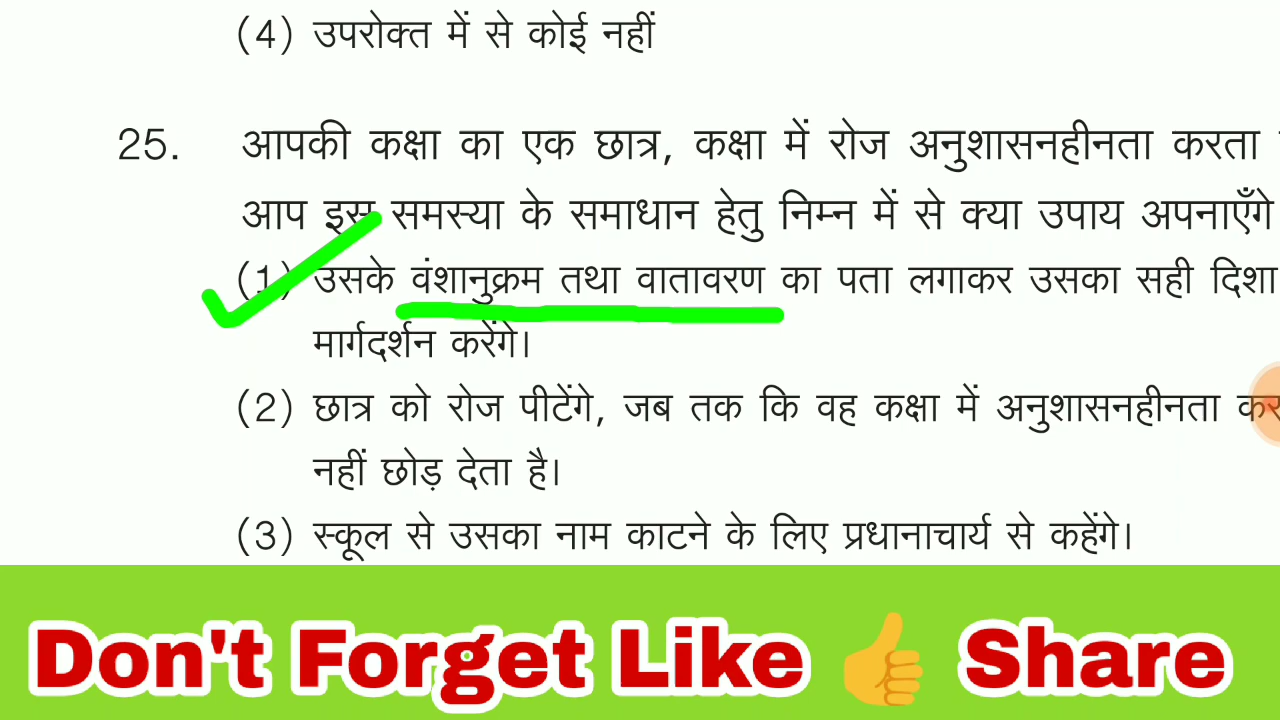 (4) उपरोक्त में से कोई नहीं
25. आपकी कक्षा का एक छात्र, कक्षा में रोज अनुशासनहीनता करता
आप इस समस्या के समाधान हेतु निम्न में से क्या उपाय अपनाएँगे
(1) उसके वंशानुक्रम तथा वातावरण का पता लगाकर उसका सही दिशा
मार्गदर्शन करेंगे।
(2) छात्र को रोज पीटेंगे, जब तक कि वह कक्षा में अनुशासनहीनता
नहीं छोड़ देता है।
(3) स्कूल से उसका नाम काटने के लिए प्रधानाचार्य से कहेंगे।
Don't Forget Like 👍 Share